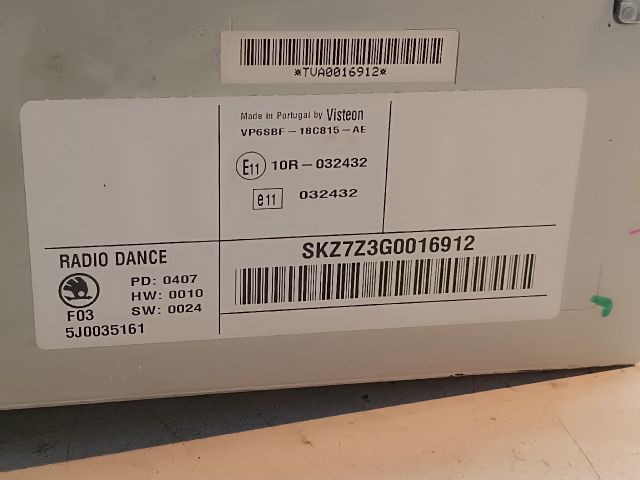 *TVA0016912*
Made in Portugal by Visteon
VP6SBF-18C815-AE
E11 10R-032432
e11 032432
SKZ7Z3G0016912
RADIO DANCE
PD: 0407
HW: 0010
F03 SW: 0024
5J0035161